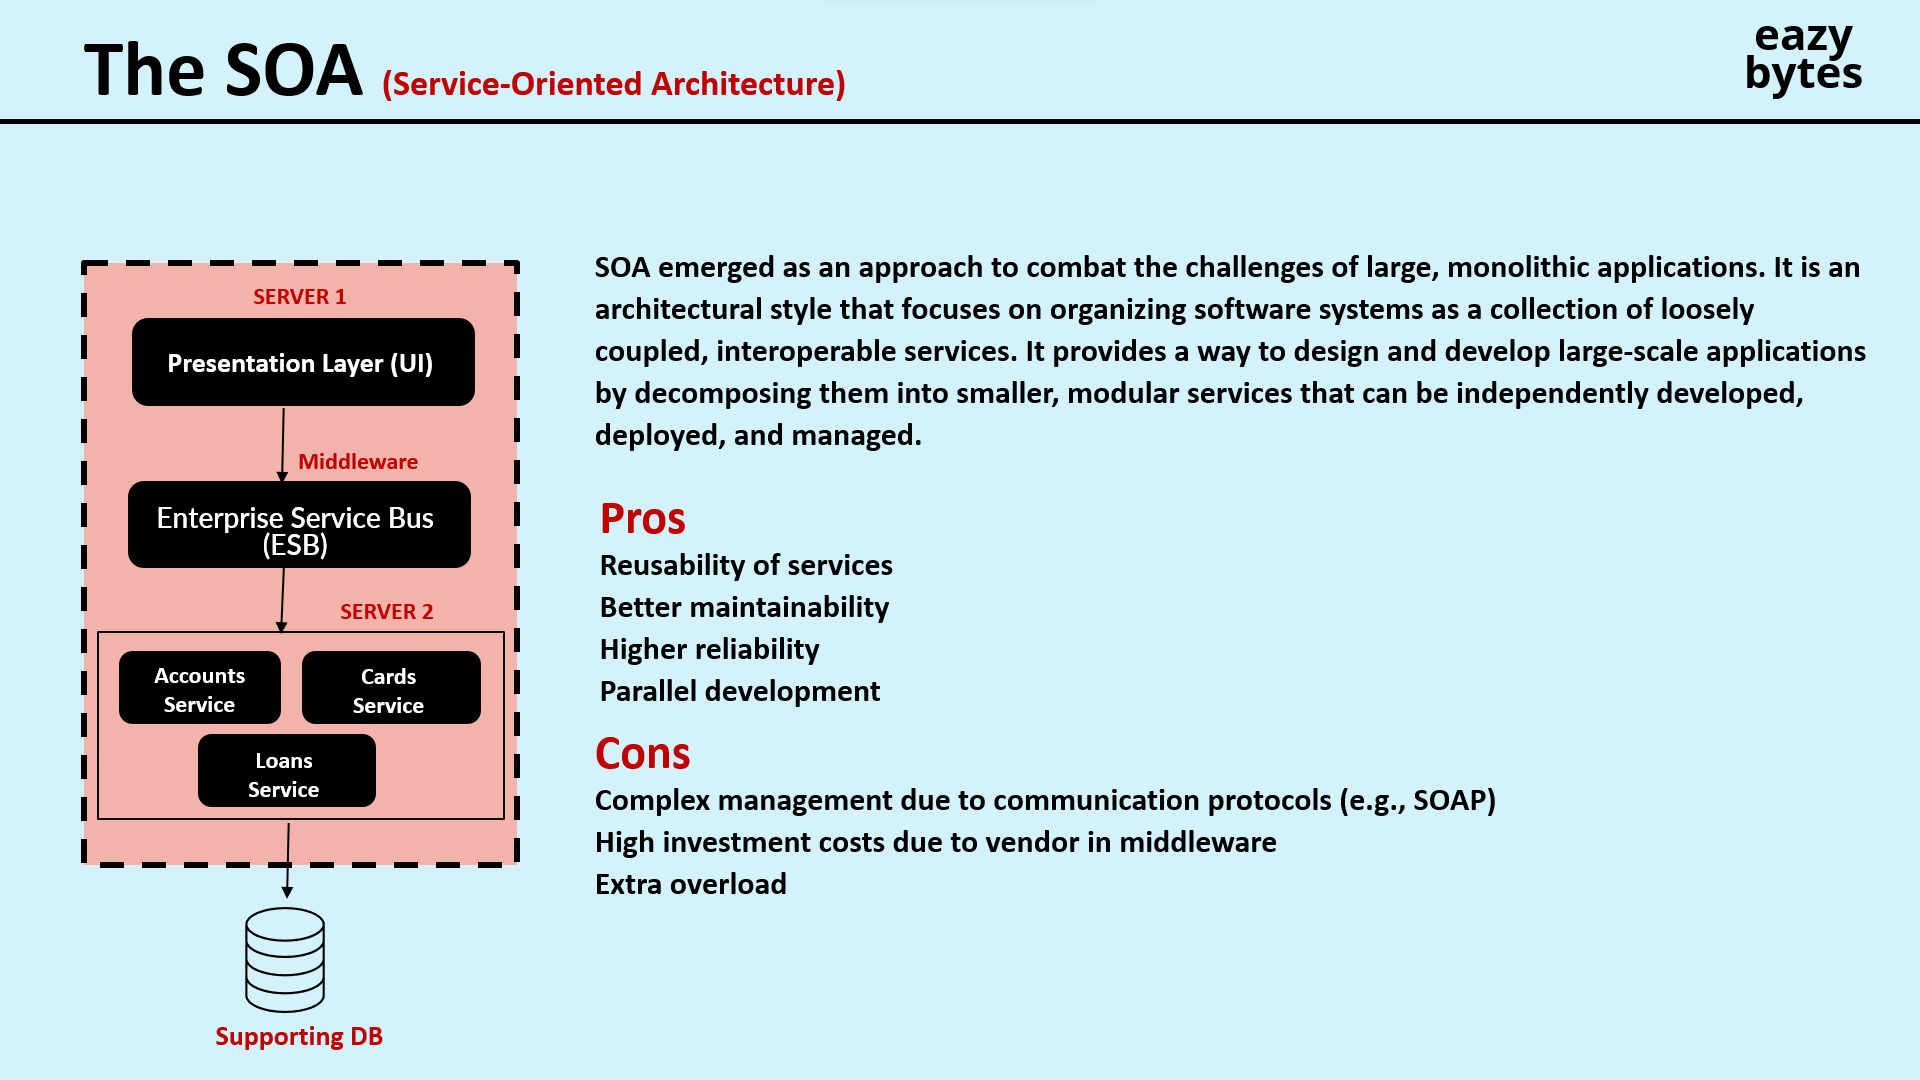 The SOA (Service-Oriented Architecture)
eazy
bytes
SERVER 1
Presentation Layer (UI)
Middleware
Enterprise Service Bus
(ESB)
SERVER 2
Accounts
Service
Cards
Service
Loans
Service
Supporting DB
SOA emerged as an approach to combat the challenges of large, monolithic applications. It is an
architectural style that focuses on organizing software systems as a collection of loosely
coupled, interoperable services. It provides a way to design and develop large-scale applications
by decomposing them into smaller, modular services that can be independently developed,
deployed, and managed.
Pros
Reusability of services
Better maintainability
Higher reliability
Parallel development
Cons
Complex management due to communication protocols (e.g., SOAP)
High investment costs due to vendor in middleware
Extra overload